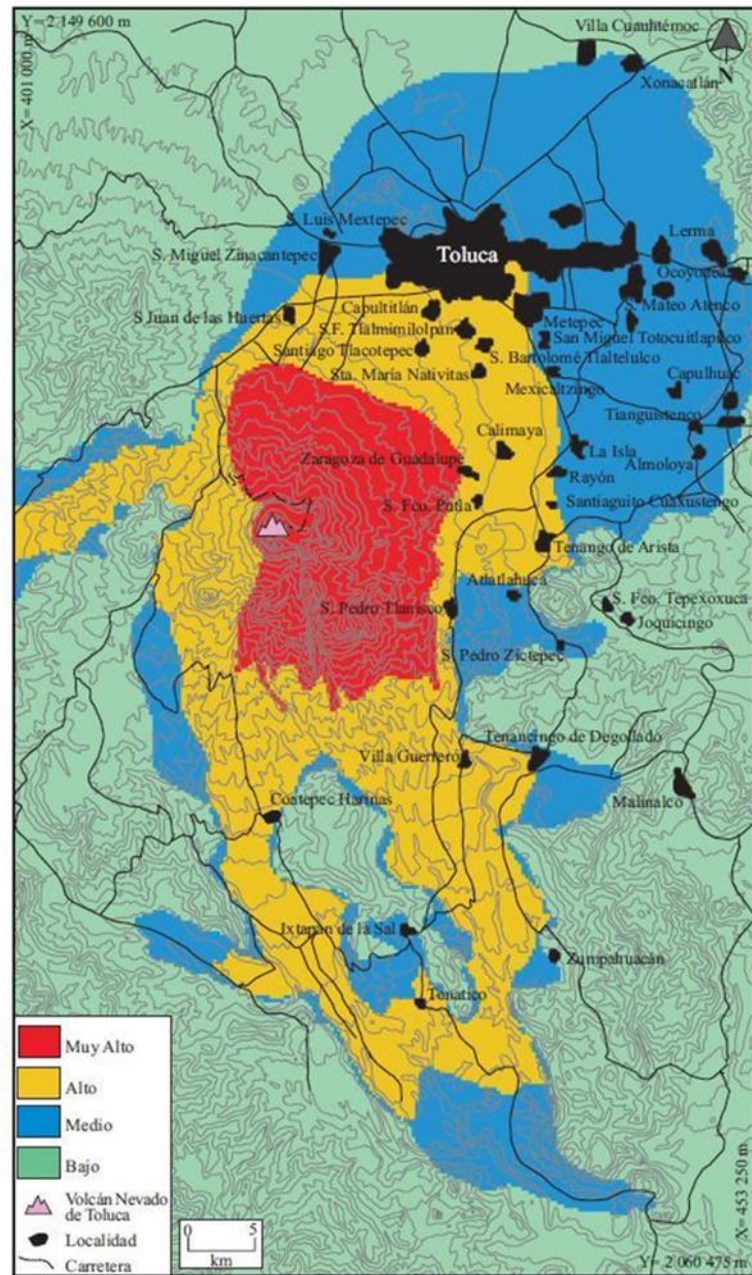 Y=2 149 600 m
X= 401 000 m
Villa Cuauhtémoc
N
Xonacatlán
S. Luis Mextepec
Lerma
S. Miguel Zinacantepec
Toluca
S. Mateo Atenco
S Juan de las Huertas
Capultitlán
Metepec
S.F. Tlalmimilolpan
San Miguel Totocuitlapilco
Santiago Tlacotepec
S. Bartolomé Tlaltelulco
Sta. María Nativitas
Mexicaltzingo
Capulhuac
Tianguistenco
Calimaya
La Isla
Zaragoza de Guadalupe
Almoloya
Rayón
S. Fco. Putla
Santiaguito Cuaxustengo
Tenango de Arista
Atlatlahuca
S. Fco. Tepexoxuca
S. Pedro Tlanisco
Joquicingo
S. Pedro Zictepec
Tenancingo de Degollado
Villa Guerrero
Malinalco
Coatepec Harinas
Ixtapan de la Sal
Zumpahuacán
Tonatico
Muy Alto
Alto
Medio
Bajo
Volcán Nevado
de Toluca
Localidad
Carretera
0 5
km
X= 453 250 m
Y= 2 060 475 m